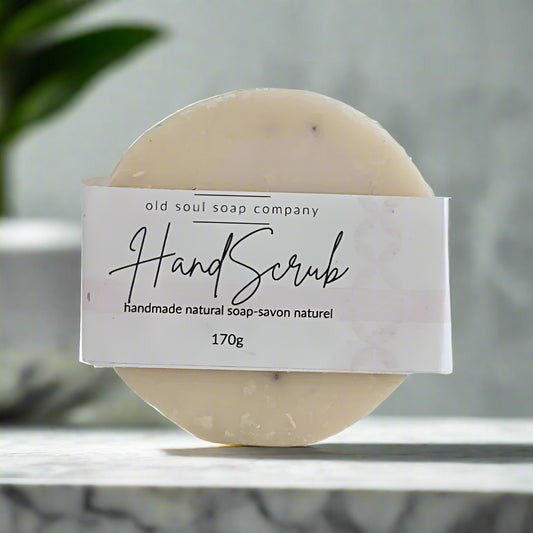 old soul soap company
HandScrub
handmade natural soap-savon naturel
170g